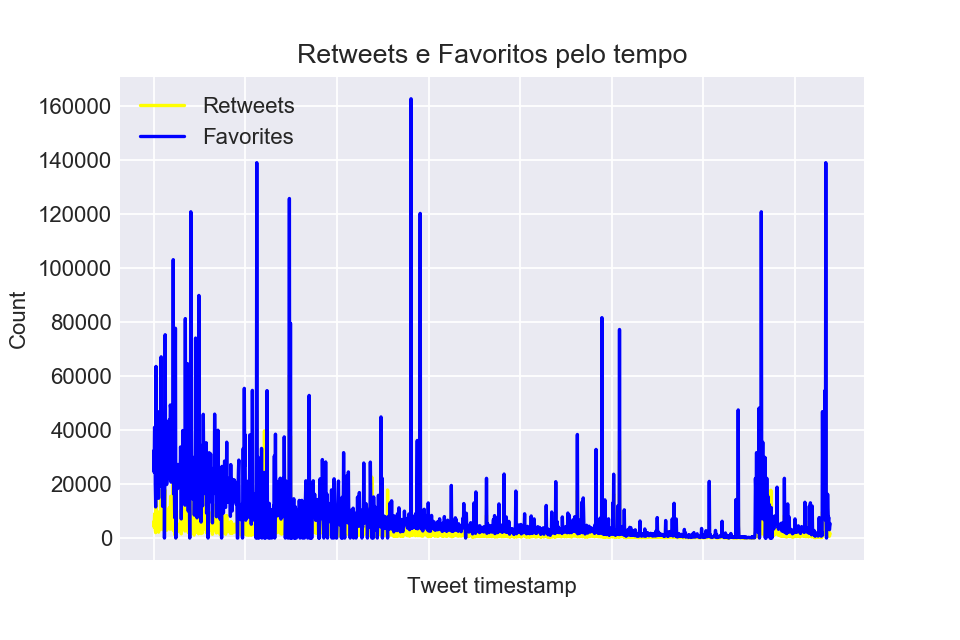 Retweets e Favoritos pelo tempo
160000
140000
120000
100000
80000
60000
40000
20000
0
Count
Retweets
Favorites
Tweet timestamp